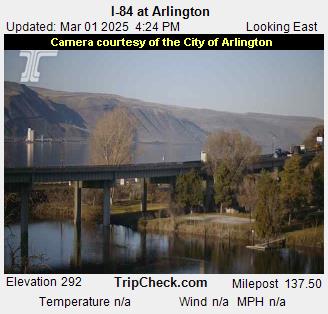 I-84 at Arlington
Updated: Mar 01 2025 4:24 PM Looking East
Camera courtesy of the City of Arlington
Elevation 292 TripCheck.com Milepost 137.50
Temperature n/a Wind n/a MPH n/a